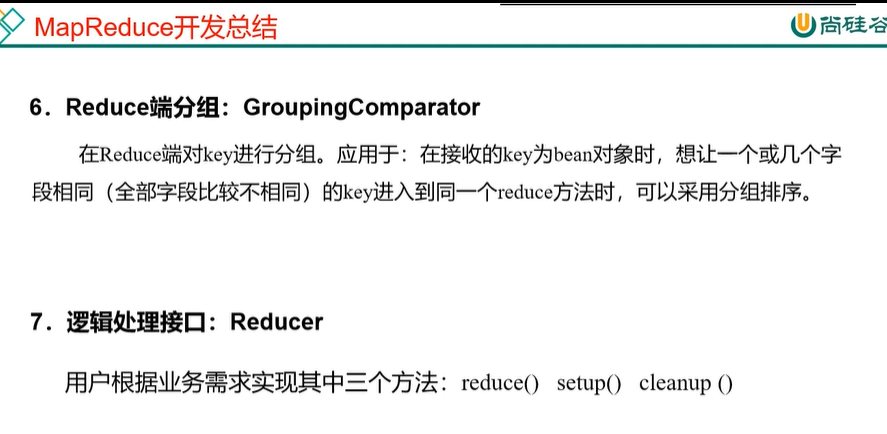 MapReduce开发总结
尚硅谷
6. Reduce端分组：GroupingComparator
在Reduce端对key进行分组。应用于：在接收的key为bean对象时，想让一个或几个字
段相同（全部字段比较不相同）的key进入到同一个reduce方法时，可以采用分组排序。
7. 逻辑处理接口：Reducer
用户根据业务需求实现其中三个方法：reduce() setup() cleanup ()